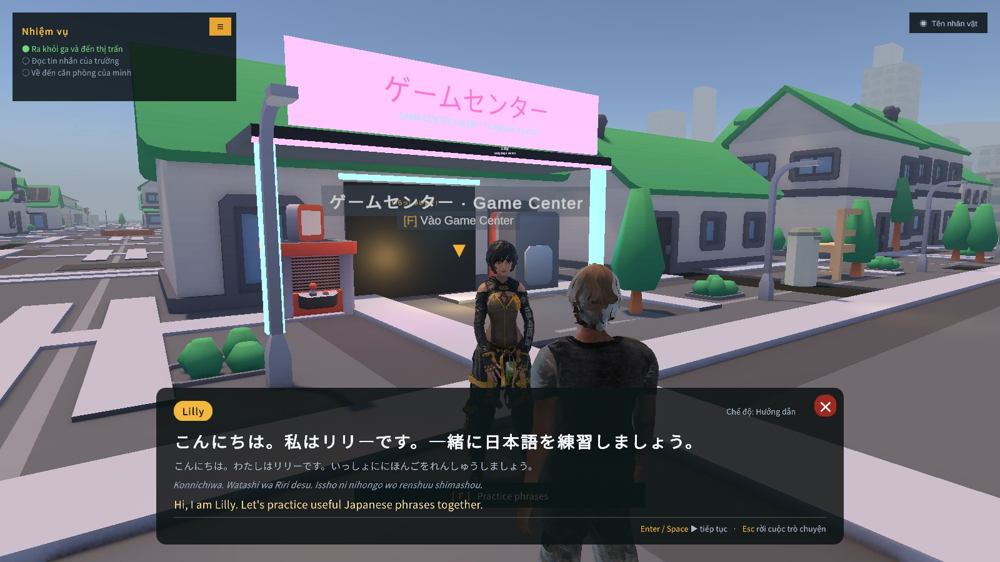 Nhiệm vụ
≡
Ra khỏi ga và đến thị trấn
Đọc tin nhắn của trường
Về đến căn phòng của mình
Tên nhân vật
ゲームセンター
GAME CENTER HIBARI · Trung tâm trò chơi
Lilly
ゲームセンター · Game Center
[F] Vào Game Center
Lilly
Chế độ: Hướng dẫn
こんにちは。私はリリーです。一緒に日本語を練習しましょう。
こんにちは。わたしはリリーです。いっしょににほんごをれんしゅうしましょう。
Konnichiwa. Watashi wa Riri desu. Issho ni nihongo wo renshuu shimashou.
[ F ] Practice phrases
Hi, I am Lilly. Let's practice useful Japanese phrases together.
Enter / Space ▶ tiếp tục · Esc rời cuộc trò chuyện